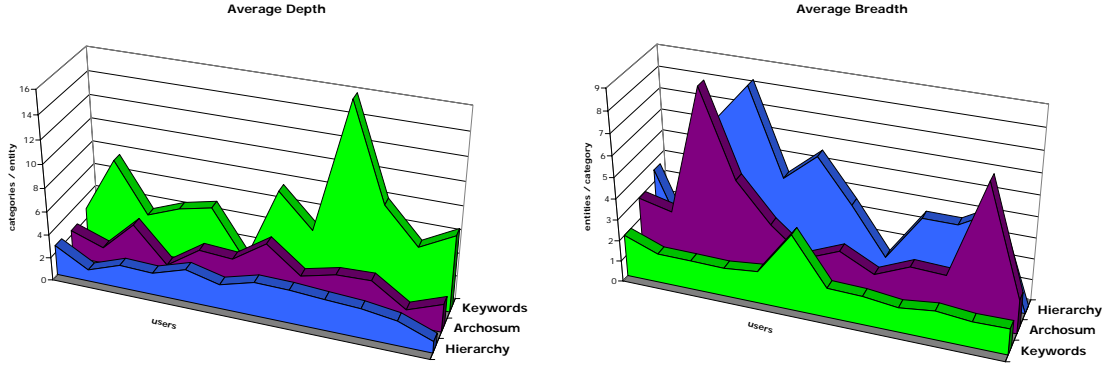 Average Depth
16
14
12
10
8
6
4
2
0
categories / entity
users
Keywords
Archosum
Hierarchy
Average Breadth
9
8
7
6
5
4
3
2
1
0
entities / category
users
Hierarchy
Archosum
Keywords